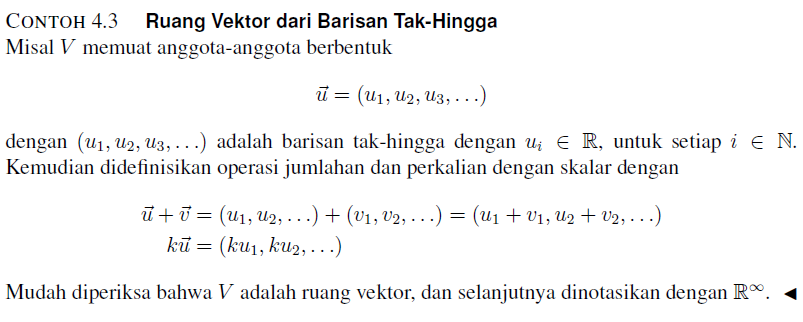 CONTOH 4.3 Ruang Vektor dari Barisan Tak-Hingga
Misal V memuat anggota-anggota berbentuk
u⃗ = (u₁, u₂, u₃, . . .)
dengan (u₁, u₂, u₃, . . .) adalah barisan tak-hingga dengan uᵢ ∈ ℝ, untuk setiap i ∈ ℕ.
Kemudian didefinisikan operasi jumlahan dan perkalian dengan skalar dengan
u⃗ + v⃗ = (u₁, u₂, . . .) + (v₁, v₂, . . .) = (u₁ + v₁, u₂ + v₂, . . .)
ku⃗ = (ku₁, ku₂, . . .)
Mudah diperiksa bahwa V adalah ruang vektor, dan selanjutnya dinotasikan dengan ℝ^∞. ◄